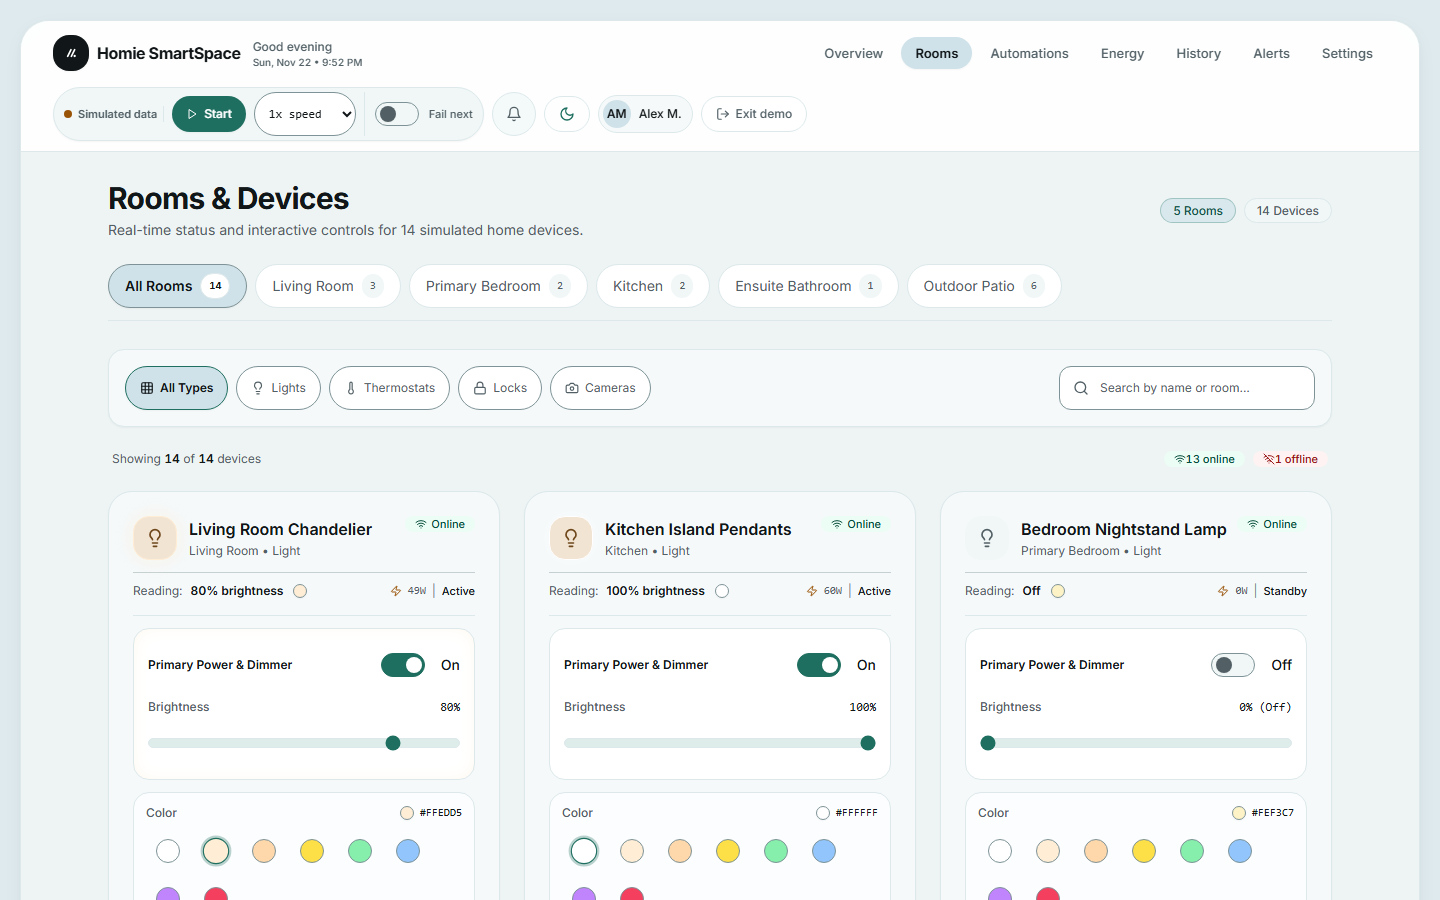 Homie SmartSpace
Good evening
Sun, Nov 22 • 9:52 PM
Overview
Rooms
Automations
Energy
History
Alerts
Settings
Simulated data
Start
1x speed
Fail next
AM
Alex M.
Exit demo
Rooms & Devices
Real-time status and interactive controls for 14 simulated home devices.
5 Rooms
14 Devices
All Rooms 14
Living Room 3
Primary Bedroom 2
Kitchen 2
Ensuite Bathroom 1
Outdoor Patio 6
All Types
Lights
Thermostats
Locks
Cameras
Search by name or room...
Showing 14 of 14 devices
13 online
1 offline
Living Room Chandelier
Online
Living Room • Light
Reading: 80% brightness
49W
Active
Primary Power & Dimmer
On
Brightness
80%
Color
#FFEDD5
Kitchen Island Pendants
Online
Kitchen • Light
Reading: 100% brightness
60W
Active
Primary Power & Dimmer
On
Brightness
100%
Color
#FFFFFF
Bedroom Nightstand Lamp
Online
Primary Bedroom • Light
Reading: Off
0W
Standby
Primary Power & Dimmer
Off
Brightness
0% (Off)
Color
#FEF3C7